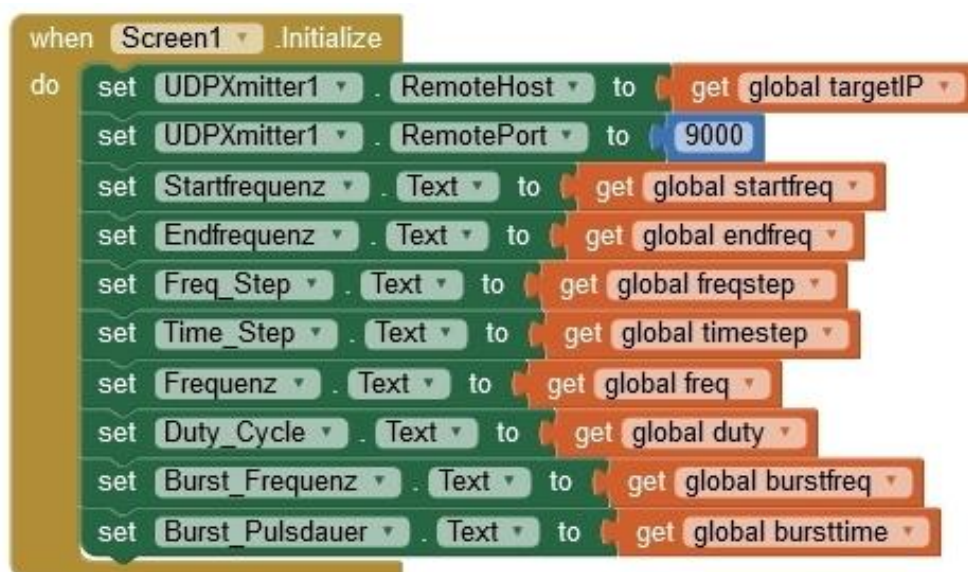 when Screen1 .Initialize
do set UDPXmitter1 . RemoteHost to get global targetIP
set UDPXmitter1 . RemotePort to 9000
set Startfrequenz . Text to get global startfreq
set Endfrequenz . Text to get global endfreq
set Freq_Step . Text to get global freqstep
set Time_Step . Text to get global timestep
set Frequenz . Text to get global freq
set Duty_Cycle . Text to get global duty
set Burst_Frequenz . Text to get global burstfreq
set Burst_Pulsdauer . Text to get global bursttime